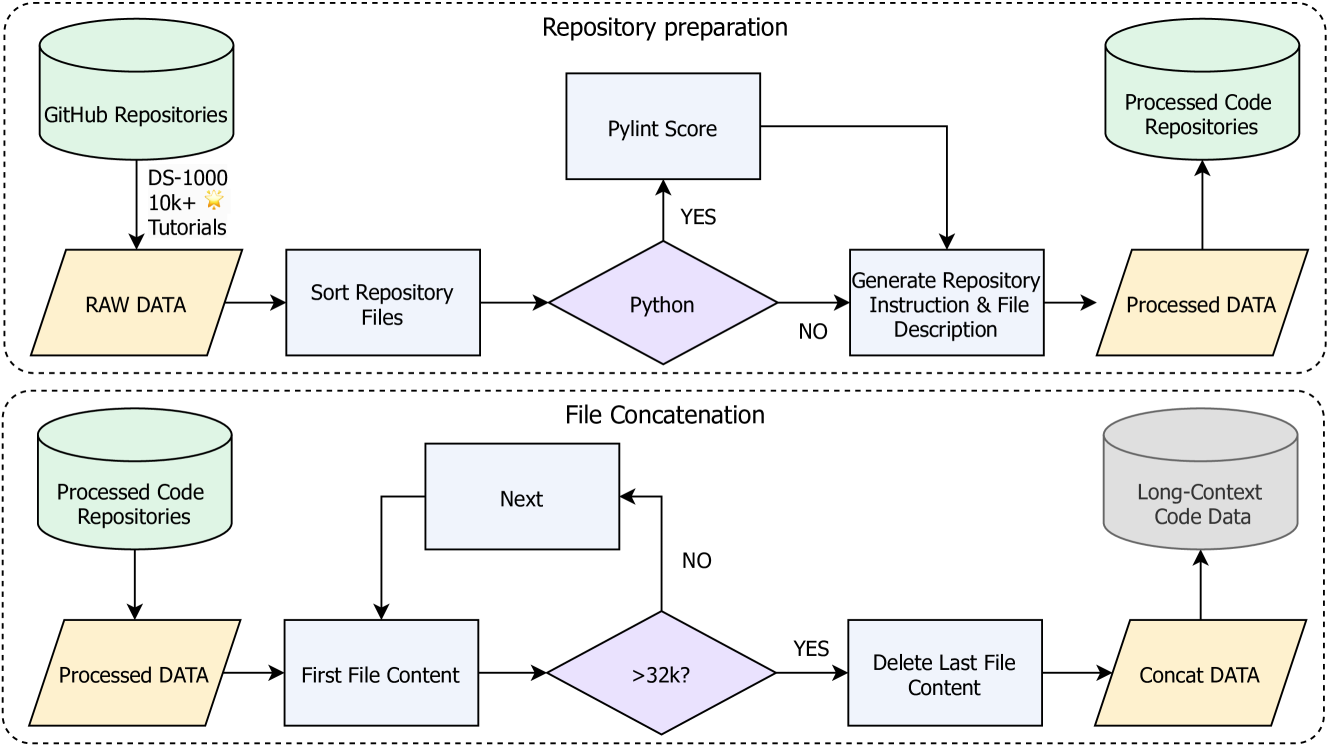 Repository preparation
GitHub Repositories
DS-1000
10k+ 🌟
Tutorials
RAW DATA
Sort Repository
Files
Python
YES
Pylint Score
NO
Generate Repository
Instruction & File
Description
Processed DATA
Processed Code
Repositories
File Concatenation
Processed Code
Repositories
Processed DATA
First File Content
>32k?
NO
Next
YES
Delete Last File
Content
Concat DATA
Long-Context
Code Data